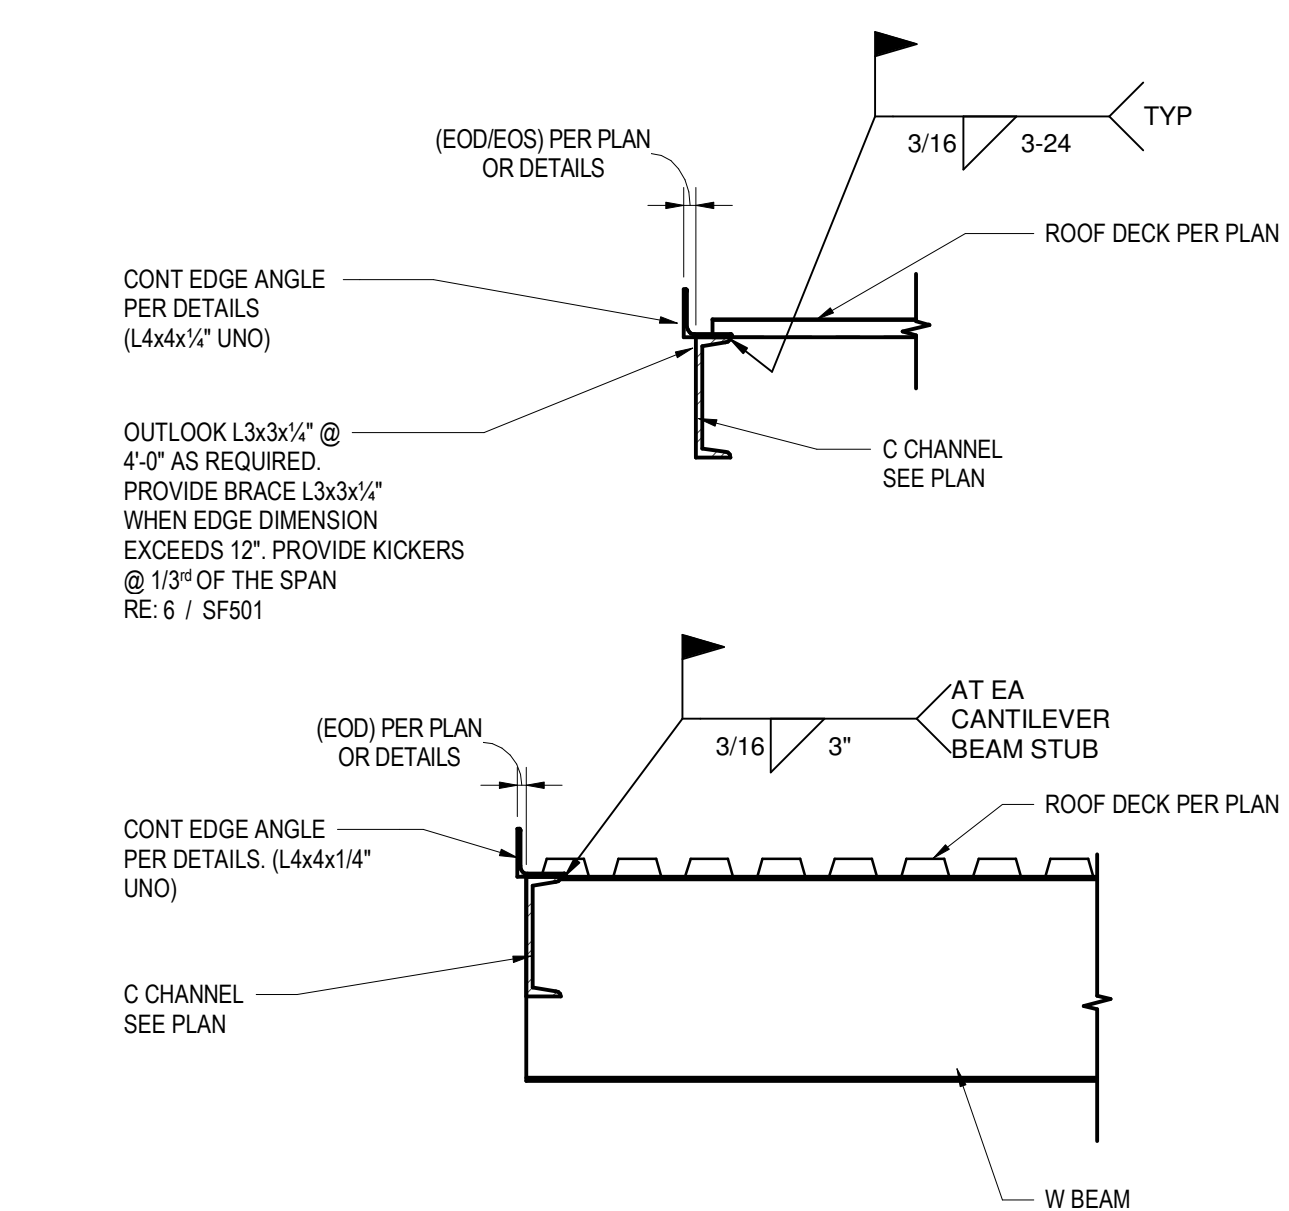 3/16
3-24
TYP
(EOD/EOS) PER PLAN
OR DETAILS
ROOF DECK PER PLAN
CONT EDGE ANGLE
PER DETAILS
(L4x4x¼" UNO)
OUTLOOK L3x3x¼" @
4'-0" AS REQUIRED.
PROVIDE BRACE L3x3x¼"
WHEN EDGE DIMENSION
EXCEEDS 12". PROVIDE KICKERS
@ 1/3rd OF THE SPAN
RE: 6 / SF501
C CHANNEL
SEE PLAN
3/16
3"
AT EA
CANTILEVER
BEAM STUB
(EOD) PER PLAN
OR DETAILS
ROOF DECK PER PLAN
CONT EDGE ANGLE
PER DETAILS. (L4x4x1/4"
UNO)
C CHANNEL
SEE PLAN
W BEAM